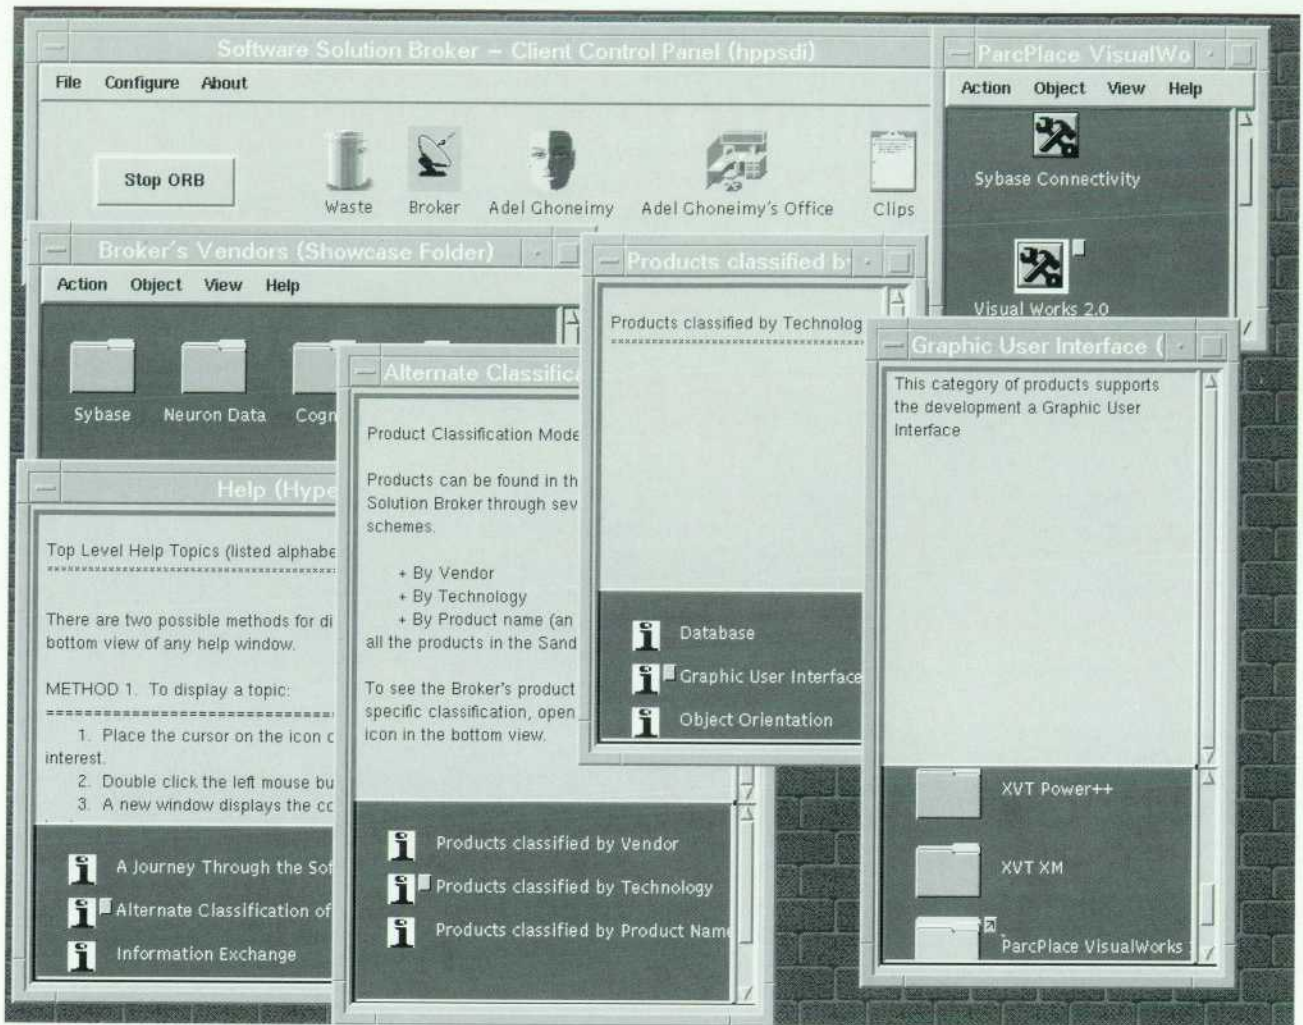 Software Solution Broker – Client Control Panel (hppsdi)
File Configure About
Stop ORB
Waste
Broker
Adel Ghoneimy
Adel Ghoneimy's Office
Clips
ParcPlace VisualWo
Action Object View Help
Sybase Connectivity
Visual Works 2.0
Broker's Vendors (Showcase Folder)
Action Object View Help
Sybase
Neuron Data
Cogn
Help (Hype
Top Level Help Topics (listed alphabe
There are two possible methods for di
bottom view of any help window.
METHOD 1. To display a topic:
====================================
1. Place the cursor on the icon o
interest.
2. Double click the left mouse bu
3. A new window displays the co
A Journey Through the Sof
Alternate Classification of
Information Exchange
Alternate Classifica
Product Classification Mode
Products can be found in th
Solution Broker through sev
schemes.
+ By Vendor
+ By Technology
+ By Product name (an
all the products in the Sand
To see the Broker's product
specific classification, open
icon in the bottom view.
Products classified by Vendor
Products classified by Technology
Products classified by Product Name
Products classified b
Products classified by Technolog
Database
Graphic User Interface
Object Orientation
Graphic User Interface (
This category of products supports
the development a Graphic User
Interface
XVT Power++
XVT XM
ParcPlace VisualWorks